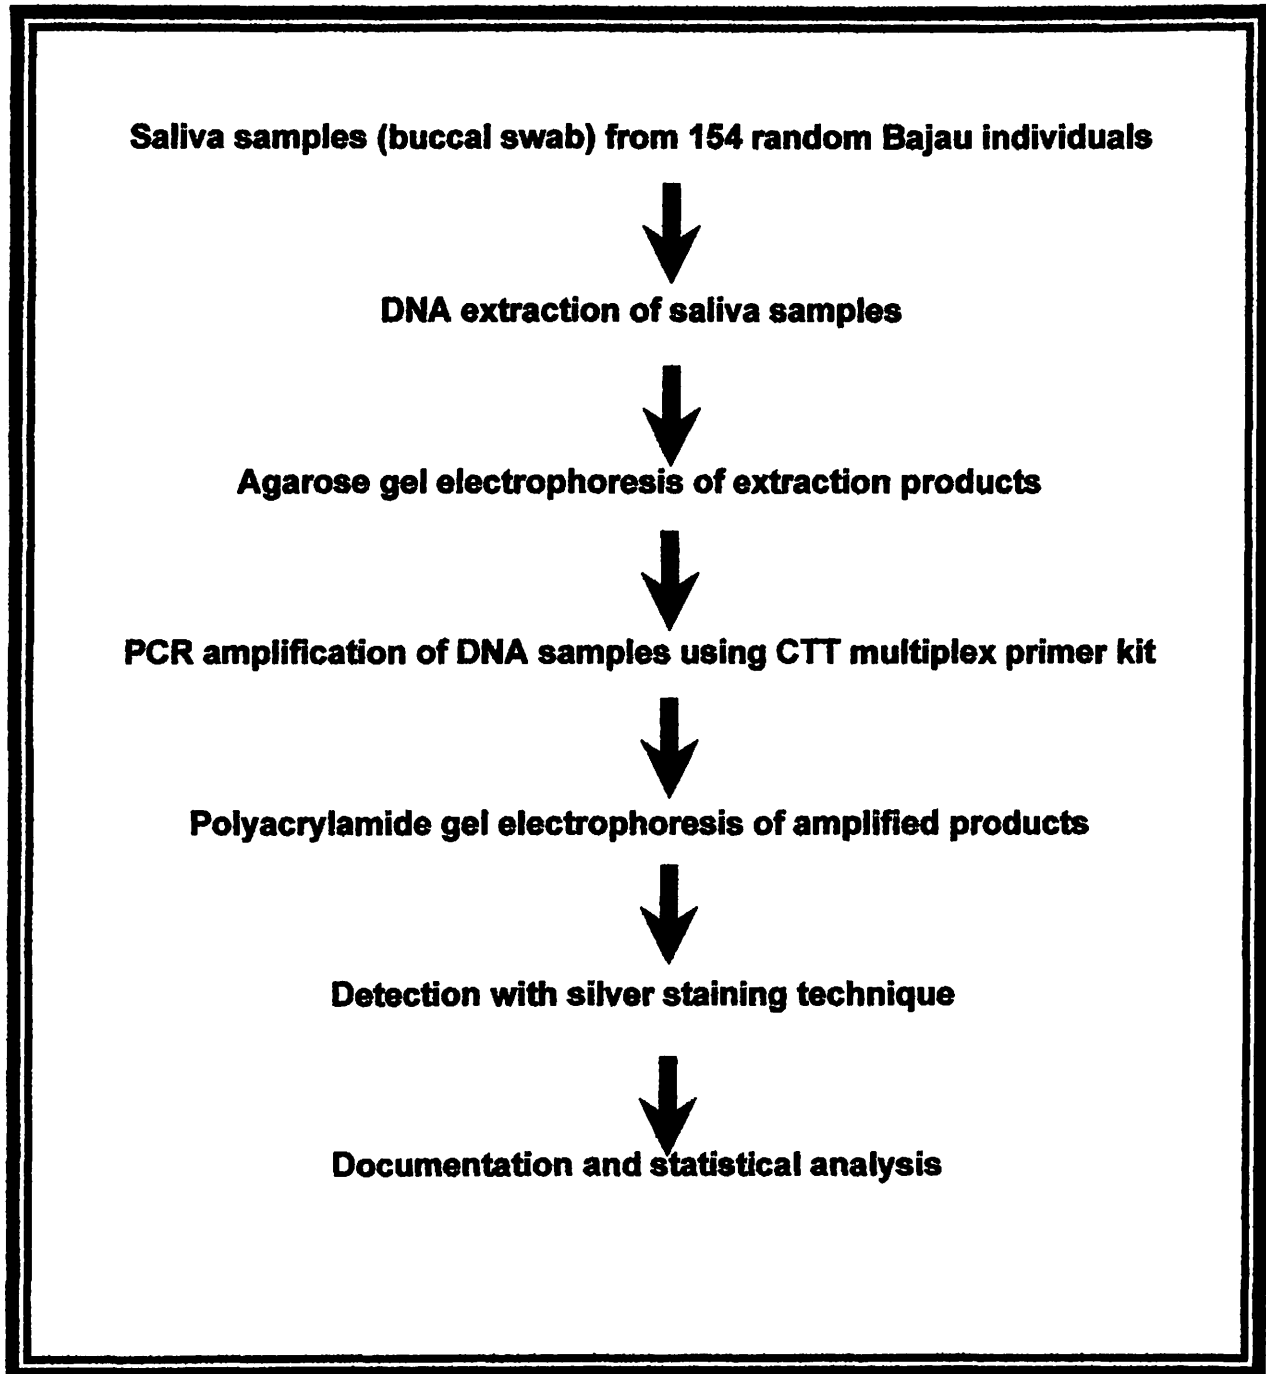 Saliva samples (buccal swab) from 154 random Bajau individuals
DNA extraction of saliva samples
Agarose gel electrophoresis of extraction products
PCR amplification of DNA samples using CTT multiplex primer kit
Polyacrylamide gel electrophoresis of amplified products
Detection with silver staining technique
Documentation and statistical analysis